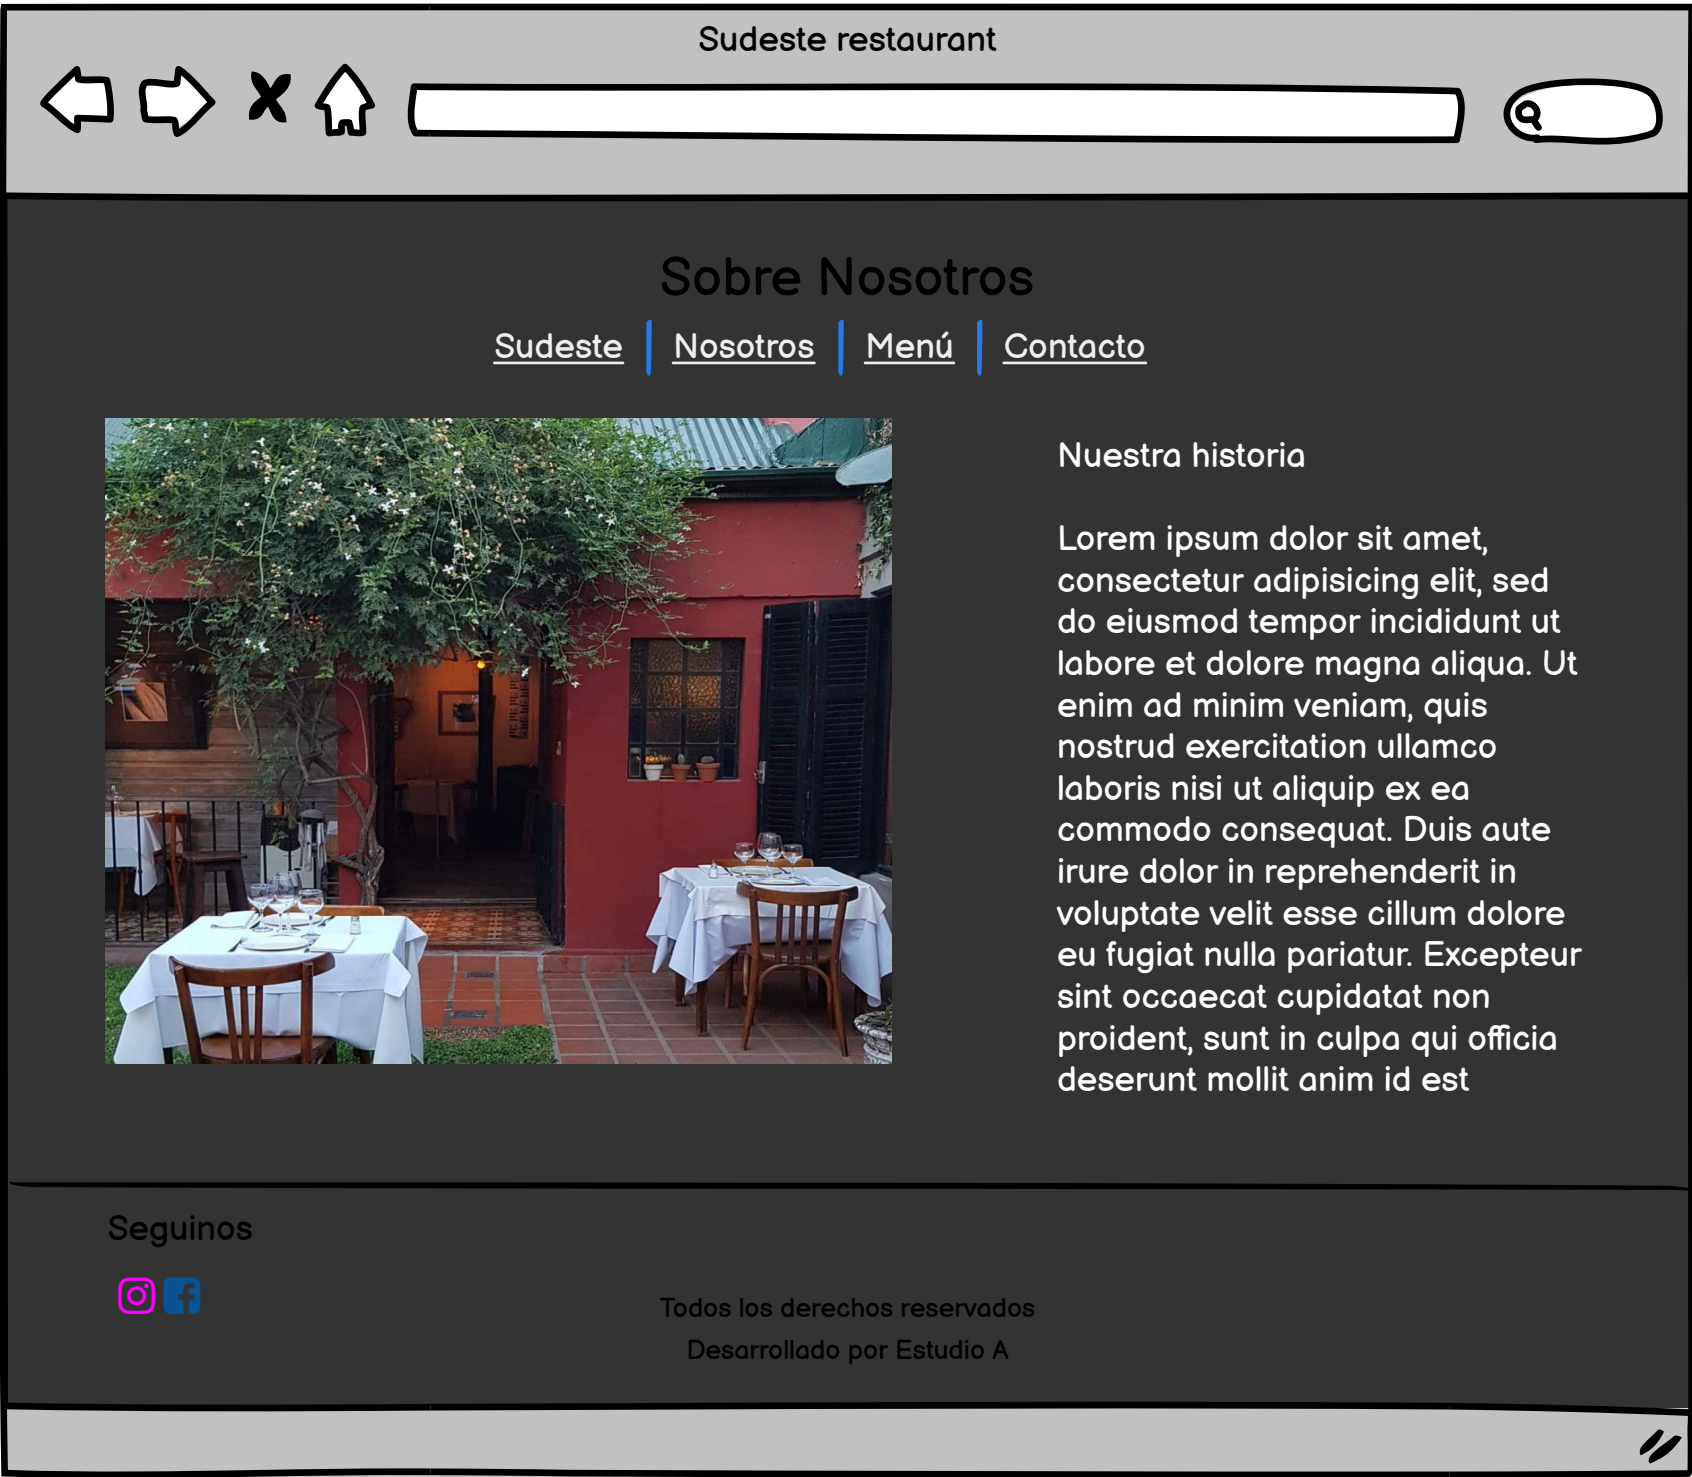 Sudeste restaurant
Sobre Nosotros
Sudeste Nosotros Menú Contacto
Nuestra historia
Lorem ipsum dolor sit amet,
consectetur adipisicing elit, sed
do eiusmod tempor incididunt ut
labore et dolore magna aliqua. Ut
enim ad minim veniam, quis
nostrud exercitation ullamco
laboris nisi ut aliquip ex ea
commodo consequat. Duis aute
irure dolor in reprehenderit in
voluptate velit esse cillum dolore
eu fugiat nulla pariatur. Excepteur
sint occaecat cupidatat non
proident, sunt in culpa qui officia
deserunt mollit anim id est
Seguinos
Todos los derechos reservados
Desarrollado por Estudio A